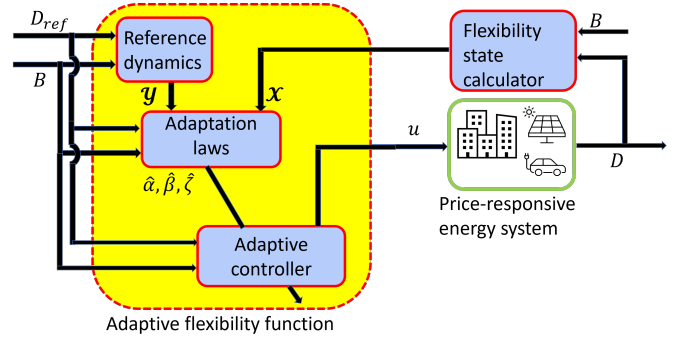 D_ref
B
Reference
dynamics
y
x
Flexibility
state
calculator
B
Adaptation
laws
α̂, β̂, ζ̂
u
D
Price-responsive
energy system
Adaptive
controller
Adaptive flexibility function